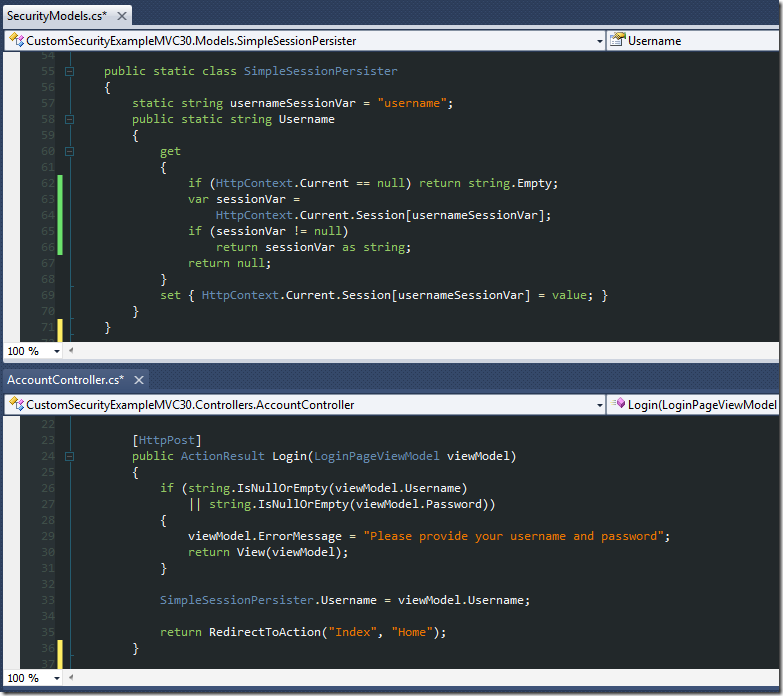 SecurityModels.cs*
CustomSecurityExampleMVC30.Models.SimpleSessionPersister Username
54
55 public static class SimpleSessionPersister
56 {
57 static string usernameSessionVar = "username";
58 public static string Username
59 {
60 get
61 {
62 if (HttpContext.Current == null) return string.Empty;
63 var sessionVar =
64 HttpContext.Current.Session[usernameSessionVar];
65 if (sessionVar != null)
66 return sessionVar as string;
67 return null;
68 }
69 set { HttpContext.Current.Session[usernameSessionVar] = value; }
70 }
71 }
100 %
AccountController.cs*
CustomSecurityExampleMVC30.Controllers.AccountController Login(LoginPageViewModel
22
23 [HttpPost]
24 public ActionResult Login(LoginPageViewModel viewModel)
25 {
26 if (string.IsNullOrEmpty(viewModel.Username)
27 || string.IsNullOrEmpty(viewModel.Password))
28 {
29 viewModel.ErrorMessage = "Please provide your username and password";
30 return View(viewModel);
31 }
32
33 SimpleSessionPersister.Username = viewModel.Username;
34
35 return RedirectToAction("Index", "Home");
36 }
37
100 %